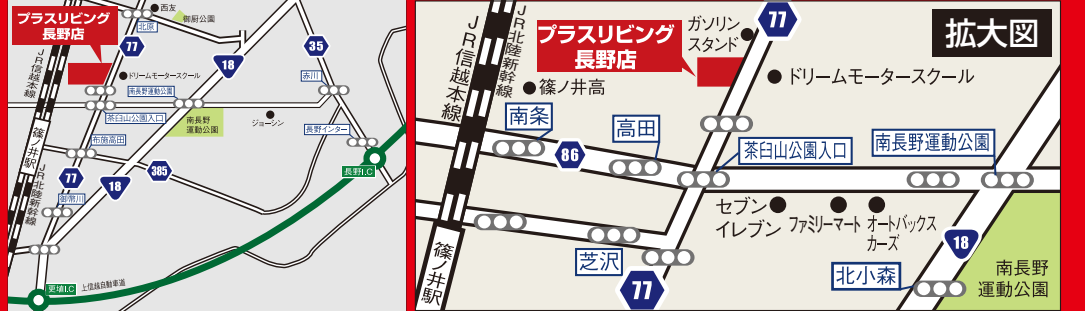 西友
御厨公園
プラスリビング
長野店
北原
77
35
18
JR信越本線
ドリームモータースクール
赤川
南長野運動公園
茶臼山公園入口
南長野
運動公園
ジョーシン
長野インター
布施高田
篠ノ井駅
385
長野I.C
77
18
JR北陸新幹線
御幣川
更埴I.C
上信越自動車道
JR北陸新幹線
JR信越本線
プラスリビング
長野店
ガソリン
スタンド
77
拡大図
ドリームモータースクール
篠ノ井高
南条
高田
86
茶臼山公園入口
南長野運動公園
セブン
イレブン
ファミリーマート
オートバックス
カーズ
18
芝沢
篠ノ井駅
77
北小森
南長野
運動公園